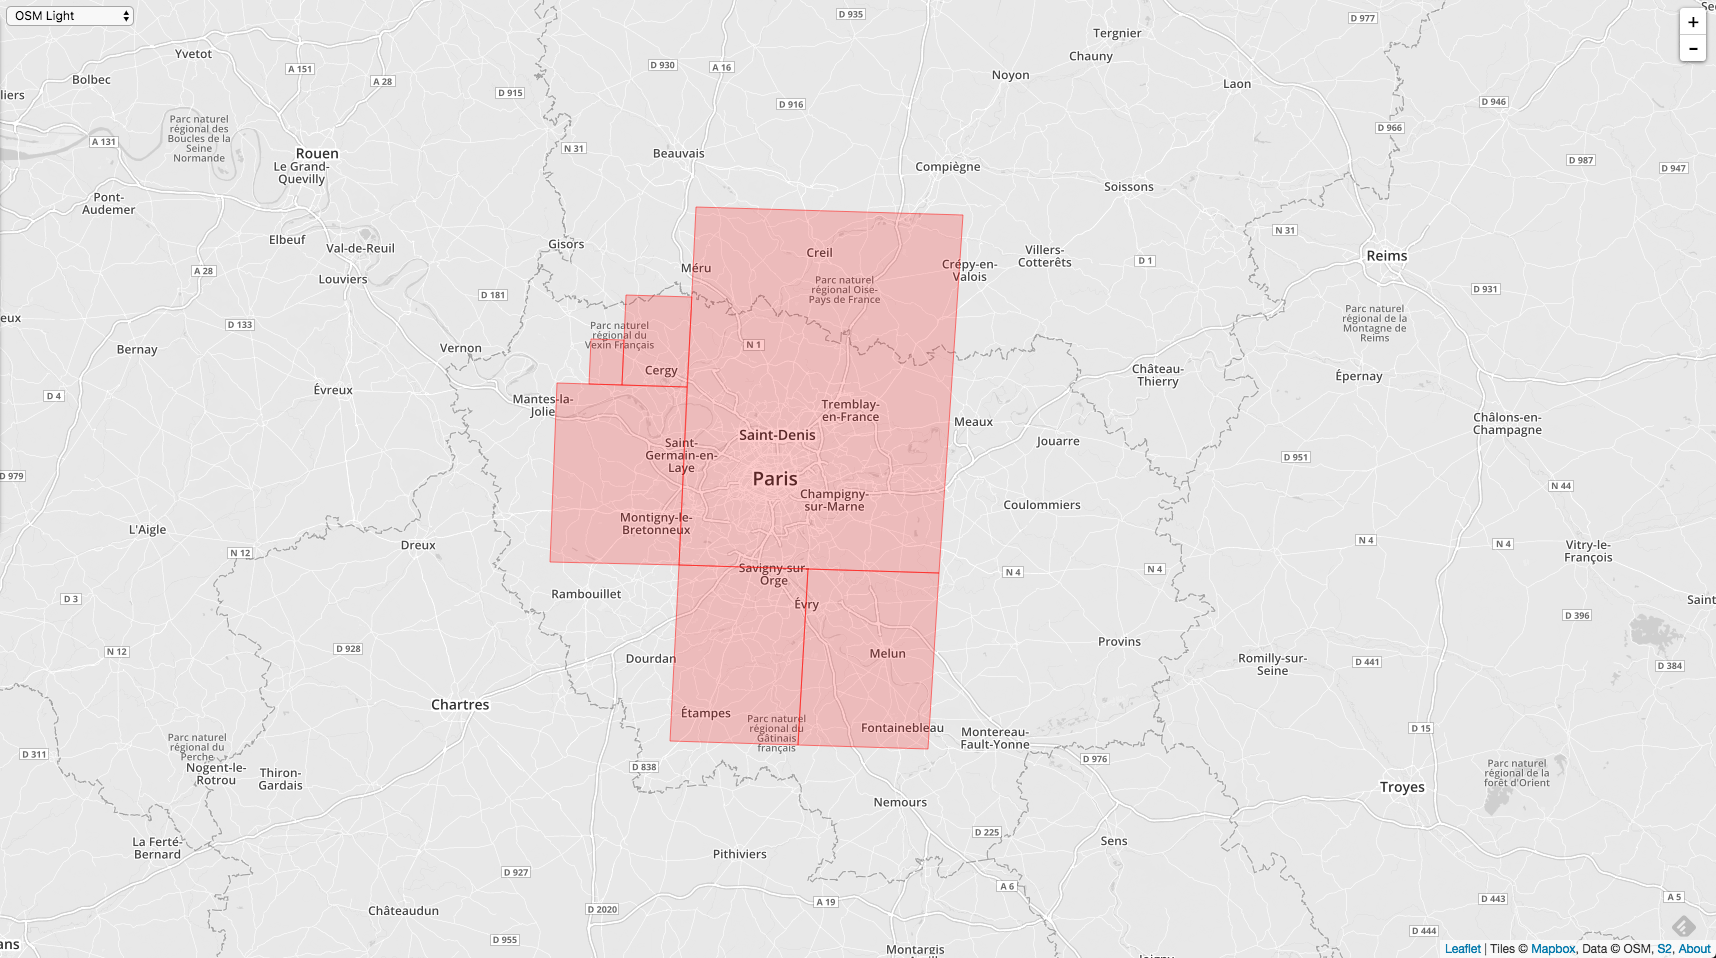 OSM Light
D 935
D 977
Se
+
-
Tergnier
Yvetot
Chauny
A 151
D 930
A 16
Noyon
Bolbec
A 28
Laon
liers
D 915
D 916
D 946
Parc naturel
régional des
Boucles de la
Seine
Normande
D 966
A 131
N 31
Rouen
Le Grand-
Quevilly
Beauvais
Compiègne
D 987
D 947
Soissons
Pont-
Audemer
Elbeuf
Val-de-Reuil
Gisors
N 31
Villers-
Cotterêts
D 1
Reims
Creil
Méru
Crépy-en-
Valois
A 28
Louviers
Parc naturel
régional Oise-
Pays de France
D 181
D 931
eux
D 133
Parc naturel
régional du
Vexin Français
Parc naturel
régional de la
Montagne de
Reims
Bernay
Vernon
N 1
Cergy
Château-
Thierry
Épernay
Évreux
D 4
Mantes-la-
Jolie
Tremblay-
en-France
Meaux
Châlons-en-
Champagne
Saint-Denis
Jouarre
Saint-
Germain-en-
Laye
D 951
D 979
Paris
N 44
Champigny-
sur-Marne
Coulommiers
L'Aigle
Montigny-le-
Bretonneux
Dreux
N 12
N 4
N 4
Vitry-le-
François
Savigny-sur-
Orge
N 4
N 4
D 3
Rambouillet
Évry
Saint
D 396
N 12
D 928
Dourdan
Melun
Provins
Romilly-sur-
Seine
D 441
D 384
Chartres
Étampes
Parc naturel
régional du
Gâtinais
français
Fontainebleau
Montereau-
Fault-Yonne
D 15
D 311
Parc naturel
régional du
Perche
Nogent-le-
Rotrou
Thiron-
Gardais
D 838
D 976
Parc naturel
régional de la
forêt d'Orient
Troyes
Nemours
La Ferté-
Bernard
D 225
Sens
Pithiviers
D 927
A 6
Châteaudun
D 2020
A 19
D 443
A 5
ans
D 955
Montargis
D 444
Leaflet | Tiles © Mapbox, Data © OSM, S2, About